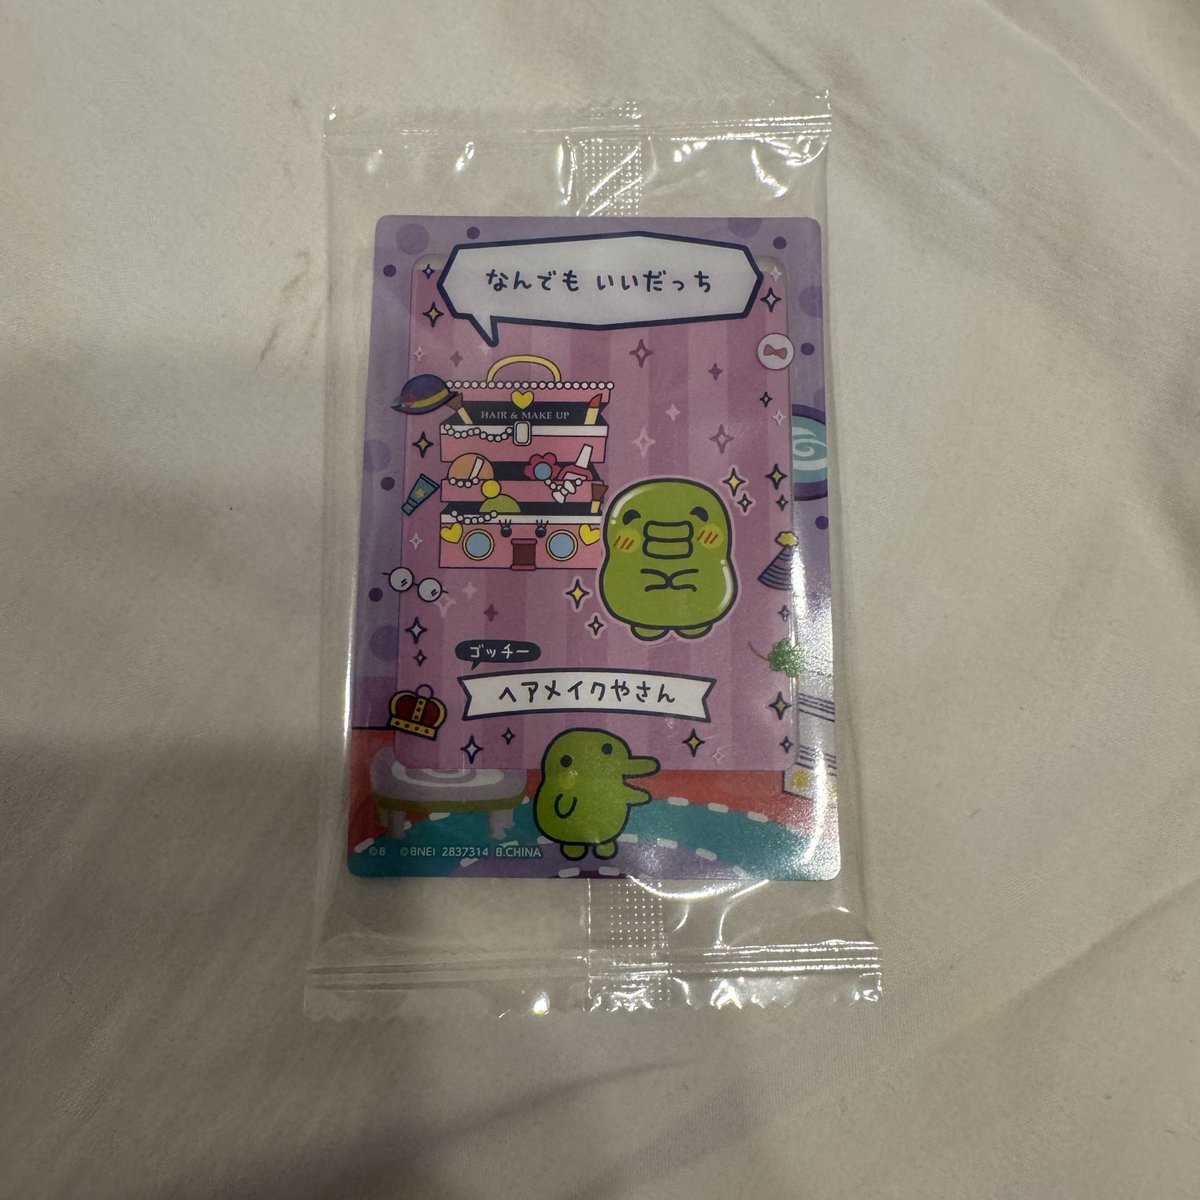 なんでも いいだっち
HAIR & MAKE UP
ゴッチー
ヘアメイクやさん
©B ©BNEI 2837314 B.CHINA